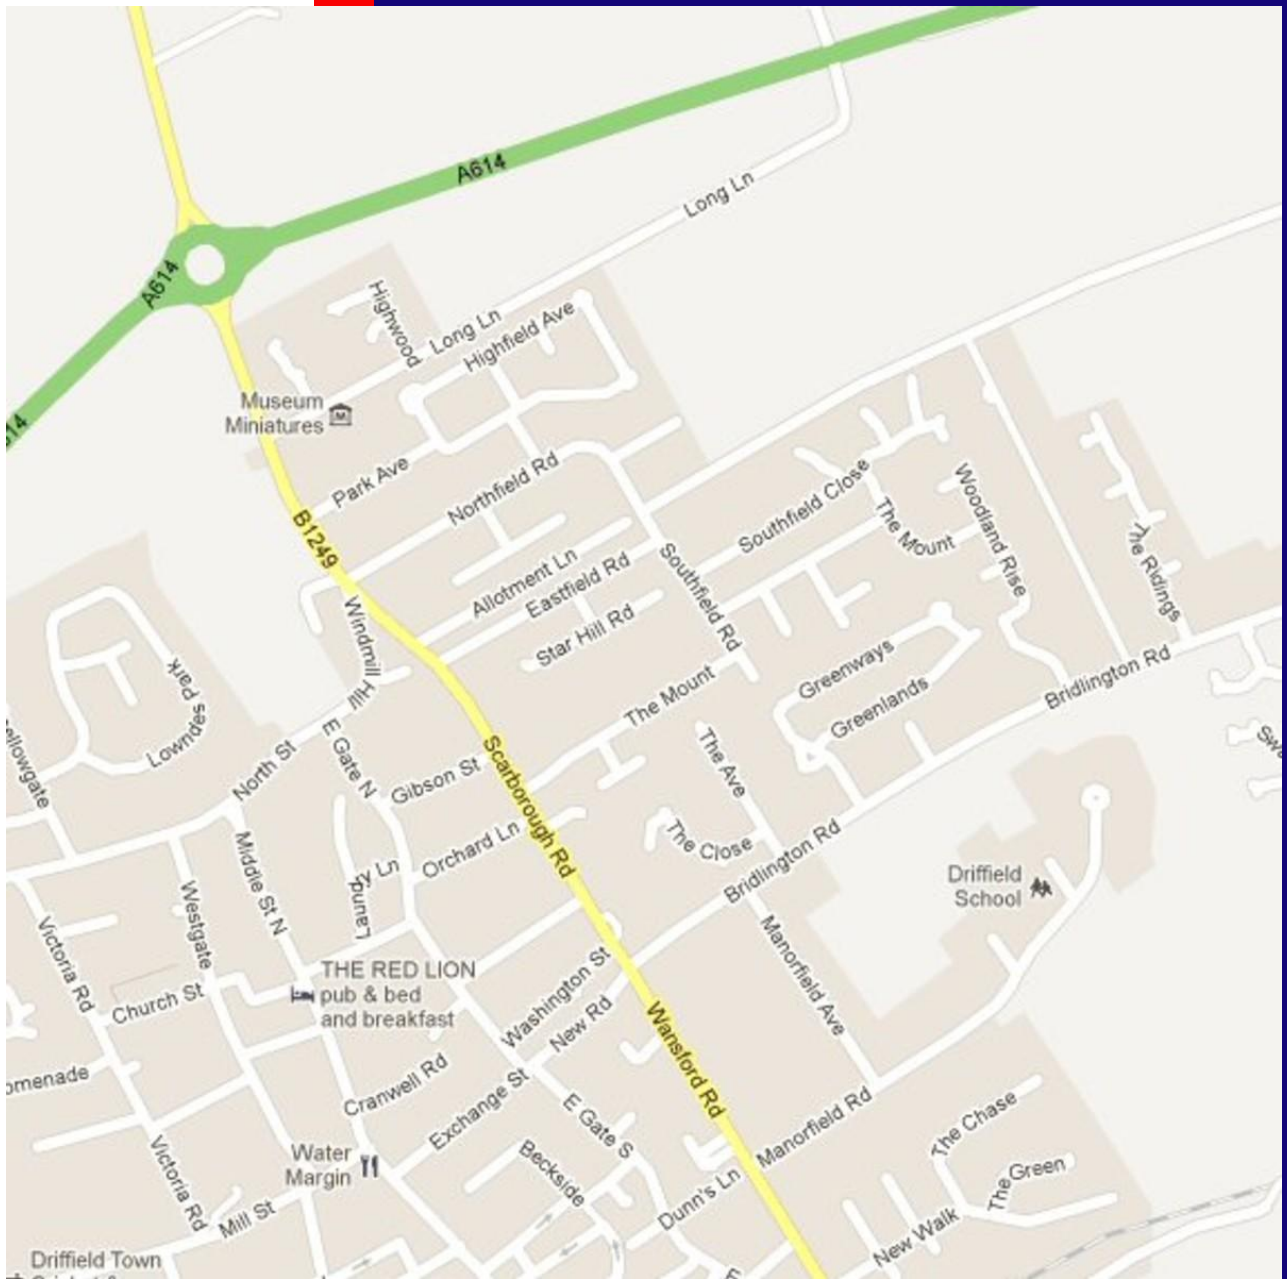 A614
Long Ln
A614
Highwood
Long Ln
Highfield Ave
Museum
Miniatures
M
Park Ave
Northfield Rd
B1249
Southfield Close
Woodland Rise
The Mount
The Ridings
Allotment Ln
Eastfield Rd
Southfield Rd
Star Hill Rd
Windmill Hill
Lowndes Park
Greenways
Greenlands
Bridlington Rd
The Mount
North St
E Gate N
Gibson St
Scarborough Rd
The Ave
The Close
Orchard Ln
Bridlington Rd
Driffield
School
Middle St N
Westgate
Victoria Rd
Manorfield Ave
THE RED LION
pub & bed
and breakfast
Church St
Washington St
New Rd
Wansford Rd
Cranwell Rd
Exchange St
E Gate S
Manorfield Rd
The Chase
The Green
Water
Margin
Beckside
Dunn's Ln
Victoria Rd
Mill St
New Walk
Driffield Town